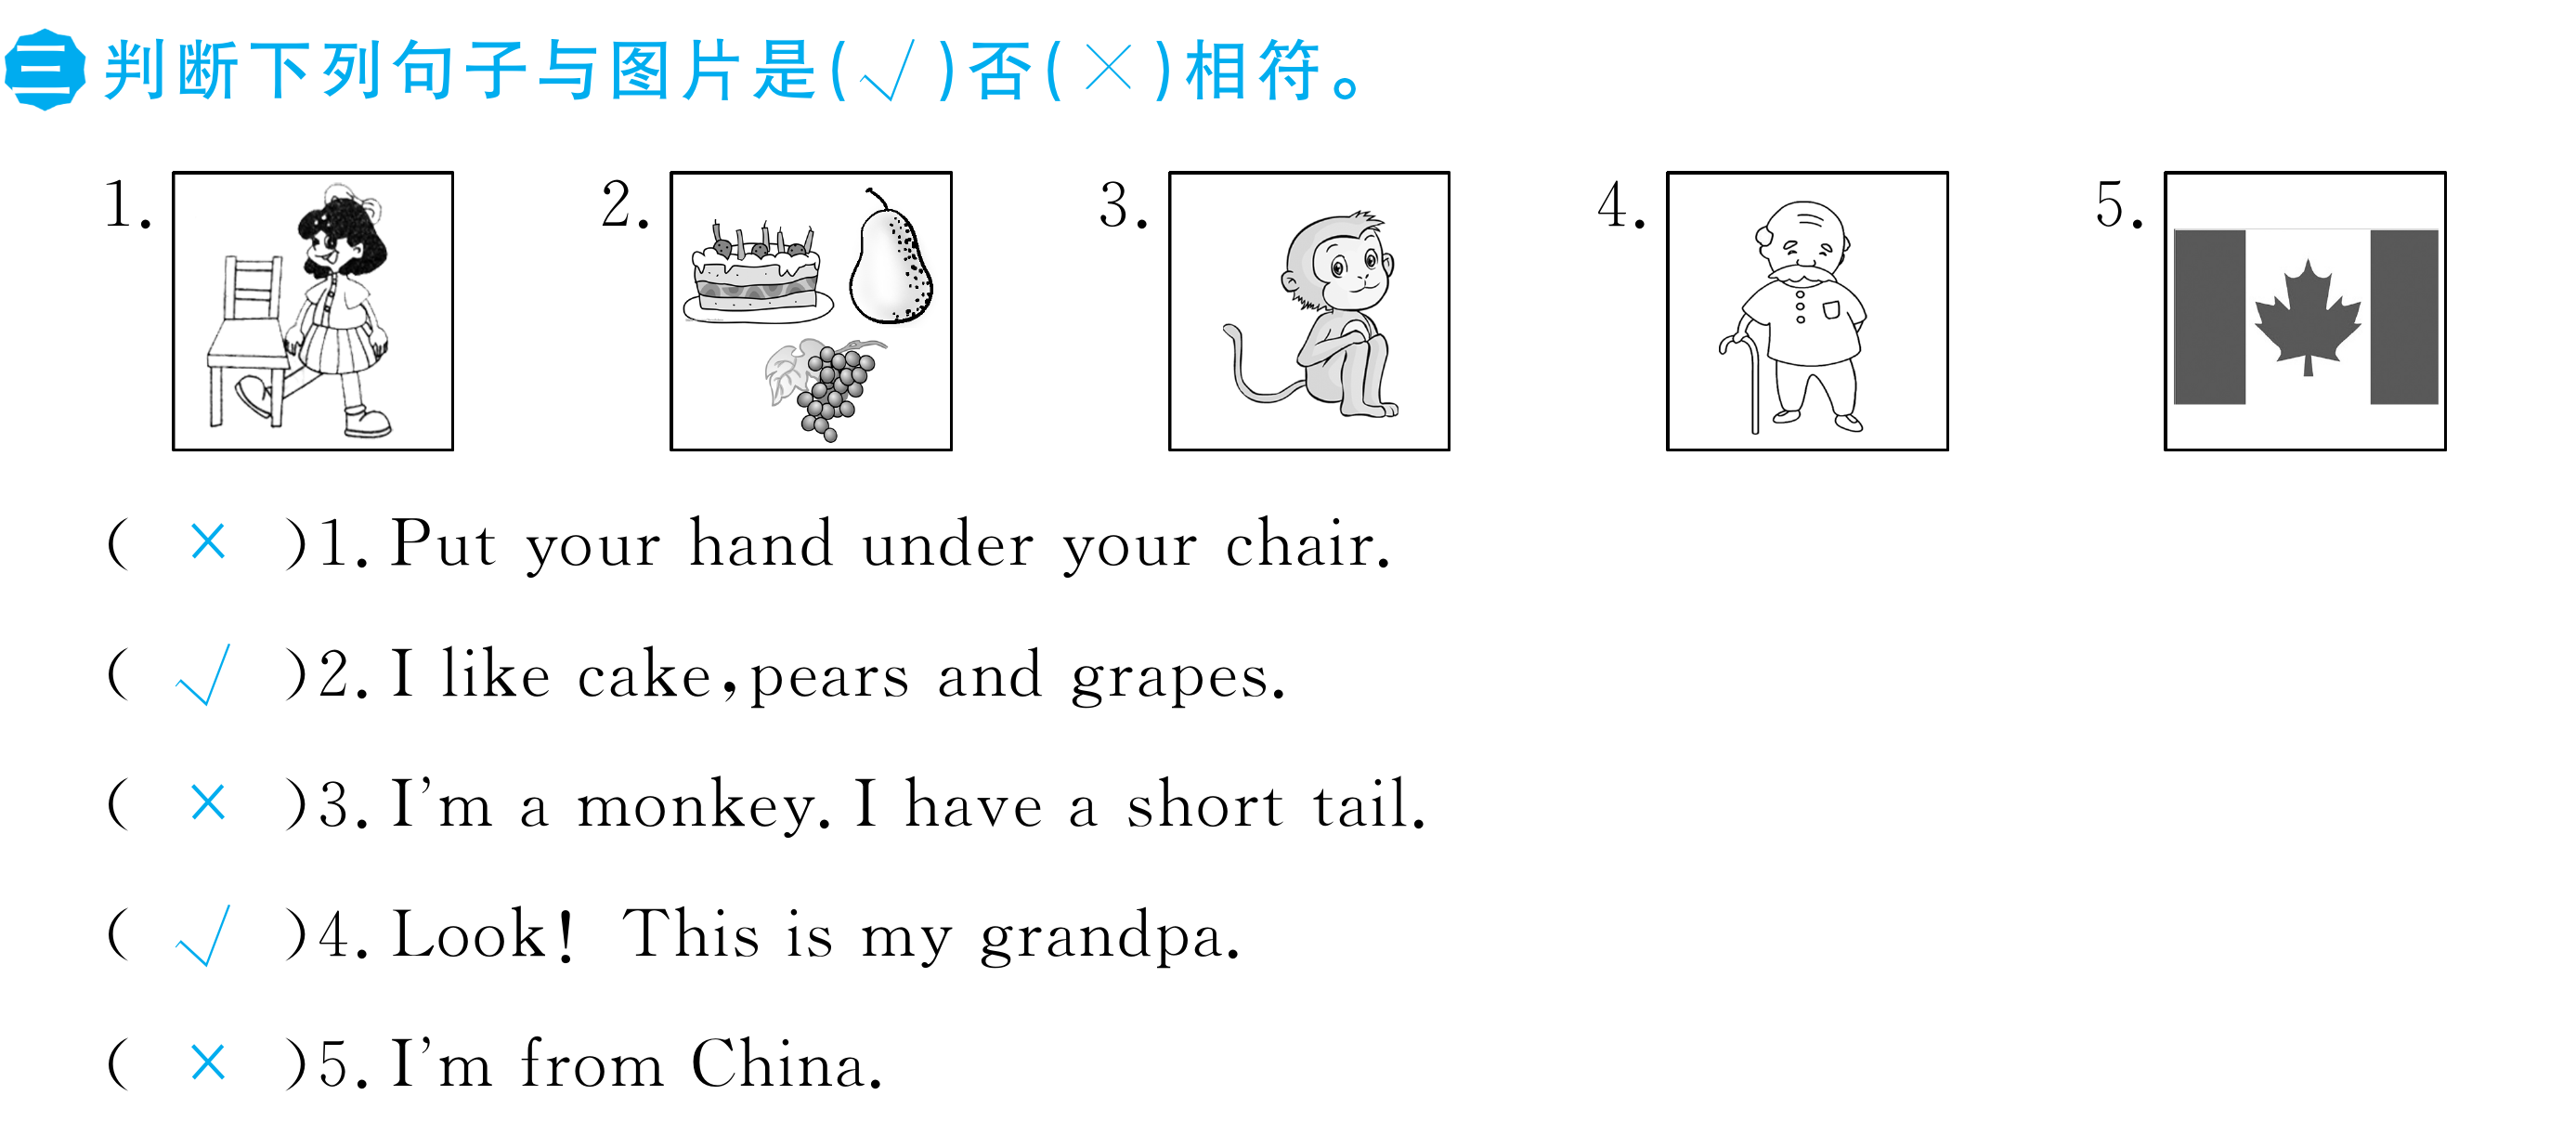 三 判断下列句子与图片是(√)否(×)相符。
1. 2. 3. 4. 5.
( × )1. Put your hand under your chair.
( √ )2. I like cake,pears and grapes.
( × )3. I'm a monkey. I have a short tail.
( √ )4. Look! This is my grandpa.
( × )5. I'm from China.